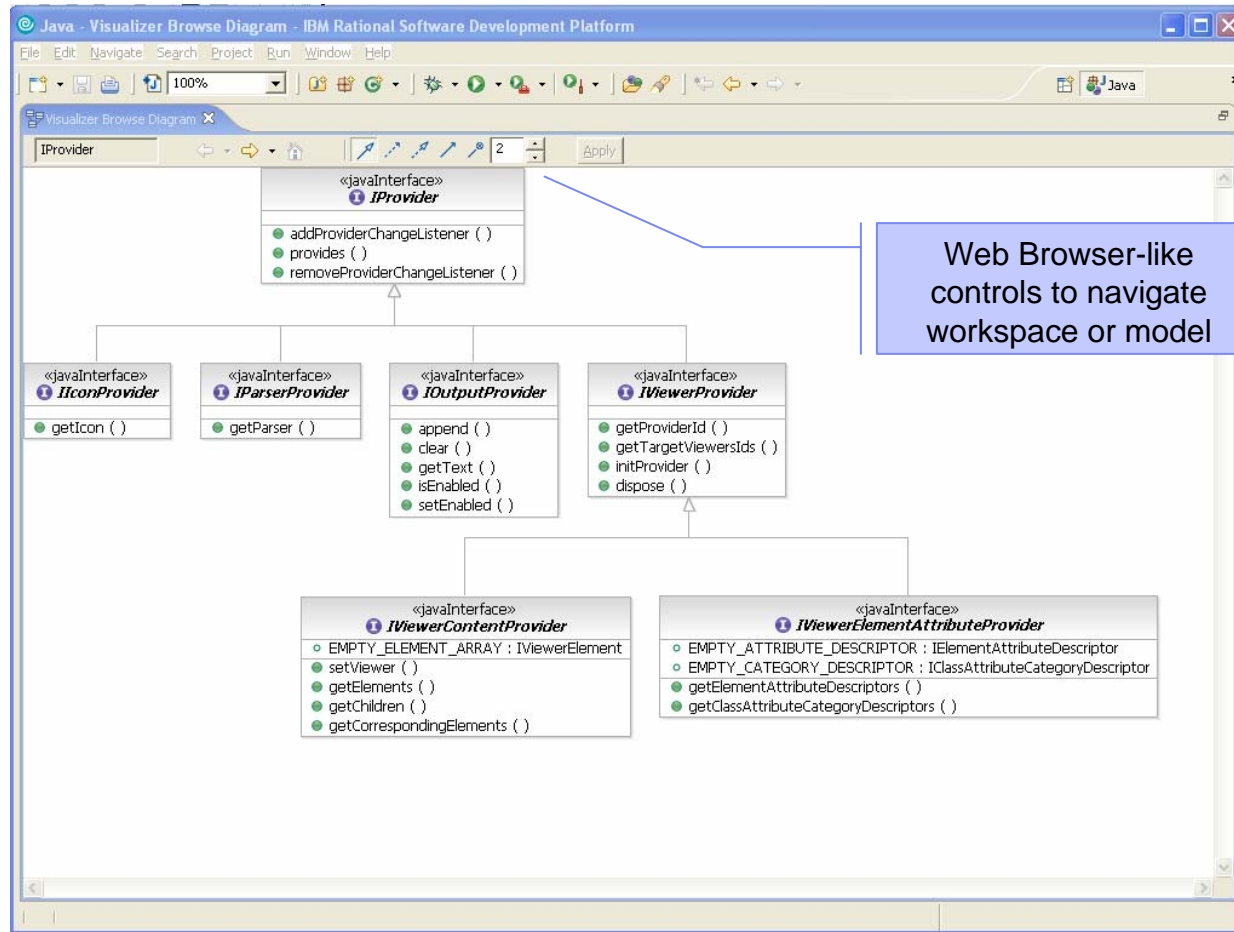 Java - Visualizer Browse Diagram - IBM Rational Software Development Platform
File Edit Navigate Search Project Run Window Help
100%
Java
Visualizer Browse Diagram
IProvider
2
Apply
«javaInterface»
IProvider
addProviderChangeListener ( )
provides ( )
removeProviderChangeListener ( )
Web Browser-like
controls to navigate
workspace or model
«javaInterface»
IIconProvider
getIcon ( )
«javaInterface»
IParserProvider
getParser ( )
«javaInterface»
IOutputProvider
append ( )
clear ( )
getText ( )
isEnabled ( )
setEnabled ( )
«javaInterface»
IViewerProvider
getProviderId ( )
getTargetViewersIds ( )
initProvider ( )
dispose ( )
«javaInterface»
IViewerContentProvider
EMPTY_ELEMENT_ARRAY : IViewerElement
setViewer ( )
getElements ( )
getChildren ( )
getCorrespondingElements ( )
«javaInterface»
IViewerElementAttributeProvider
EMPTY_ATTRIBUTE_DESCRIPTOR : IElementAttributeDescriptor
EMPTY_CATEGORY_DESCRIPTOR : IClassAttributeCategoryDescriptor
getElementAttributeDescriptors ( )
getClassAttributeCategoryDescriptors ( )